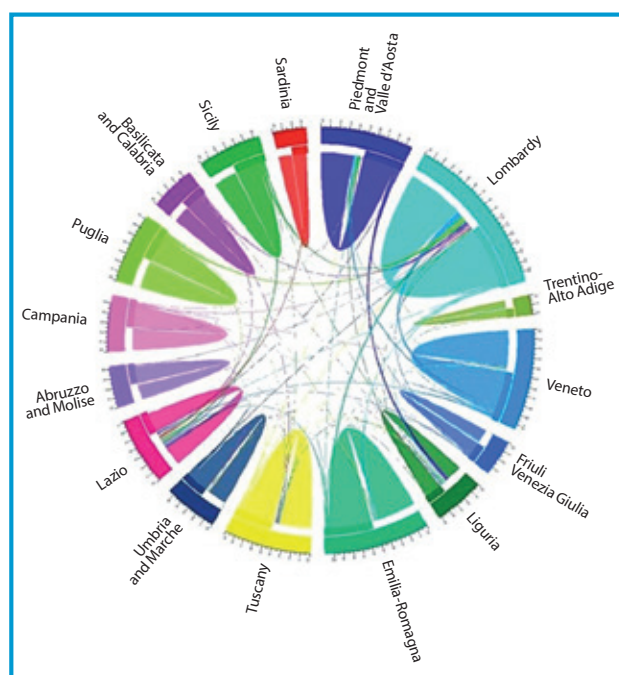 Piedmont
and
Valle d'Aosta
Lombardy
Trentino-
Alto Adige
Veneto
Friuli
Venezia Giulia
Liguria
Emilia-Romagna
Tuscany
Umbria
and Marche
Lazio
Abruzzo
and Molise
Campania
Puglia
Basilicata
and Calabria
Sicily
Sardinia